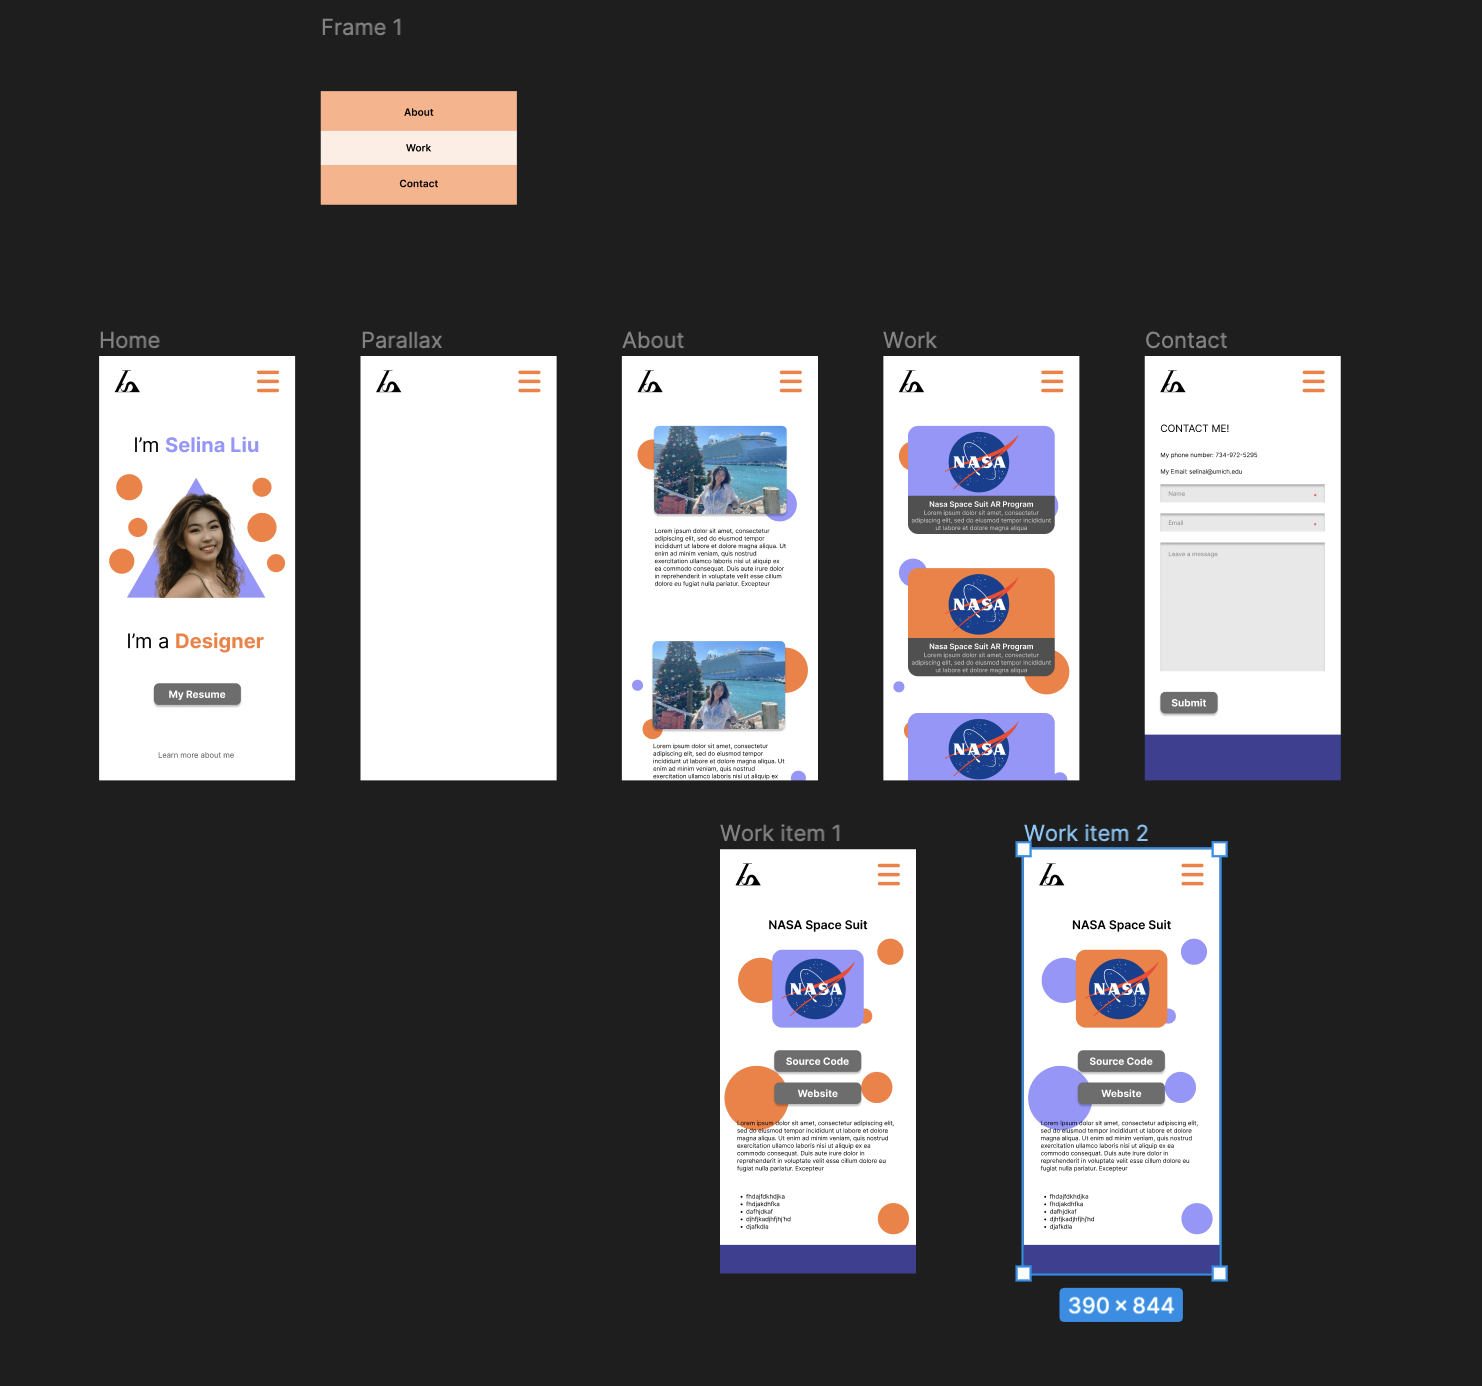 Frame 1
About
Work
Contact
Home
Parallax
About
Work
Contact
I'm Selina Liu
I'm a Designer
My Resume
Learn more about me
Lorem ipsum dolor sit amet, consectetur
adipiscing elit, sed do eiusmod tempor
incididunt ut labore et dolore magna aliqua. Ut
enim ad minim veniam, quis nostrud
exercitation ullamco laboris nisi ut aliquip ex
ea commodo consequat. Duis aute irure dolor
in reprehenderit in voluptate velit esse cillum
dolore eu fugiat nulla pariatur. Excepteur
Lorem ipsum dolor sit amet, consectetur
adipiscing elit, sed do eiusmod tempor
incididunt ut labore et dolore magna aliqua. Ut
enim ad minim veniam, quis nostrud
exercitation ullamco laboris nisi ut aliquip ex
NASA
Nasa Space Suit AR Program
Lorem ipsum dolor sit amet, consectetur
adipiscing elit, sed do eiusmod tempor incididunt
ut labore et dolore magna aliqua
NASA
Nasa Space Suit AR Program
Lorem ipsum dolor sit amet, consectetur
adipiscing elit, sed do eiusmod tempor incididunt
ut labore et dolore magna aliqua
NASA
CONTACT ME!
My phone number: 734-972-5295
My Email: selinal@umich.edu
Name *
Email *
Leave a message
Submit
Work item 1
NASA Space Suit
NASA
Source Code
Website
Lorem ipsum dolor sit amet, consectetur adipiscing elit,
sed do eiusmod tempor incididunt ut labore et dolore
magna aliqua. Ut enim ad minim veniam, quis nostrud
exercitation ullamco laboris nisi ut aliquip ex ea
commodo consequat. Duis aute irure dolor in
reprehenderit in voluptate velit esse cillum dolore eu
fugiat nulla pariatur. Excepteur
• fhdajfdkhdjka
• fhdjakdhfka
• dafhjdkaf
• djhfjkadjhfjhj'hd
• djafkdla
Work item 2
NASA Space Suit
NASA
Source Code
Website
Lorem ipsum dolor sit amet, consectetur adipiscing elit,
sed do eiusmod tempor incididunt ut labore et dolore
magna aliqua. Ut enim ad minim veniam, quis nostrud
exercitation ullamco laboris nisi ut aliquip ex ea
commodo consequat. Duis aute irure dolor in
reprehenderit in voluptate velit esse cillum dolore eu
fugiat nulla pariatur. Excepteur
• fhdajfdkhdjka
• fhdjakdhfka
• dafhjdkaf
• djhfjkadjhfjhj'hd
• djafkdla
390 × 844